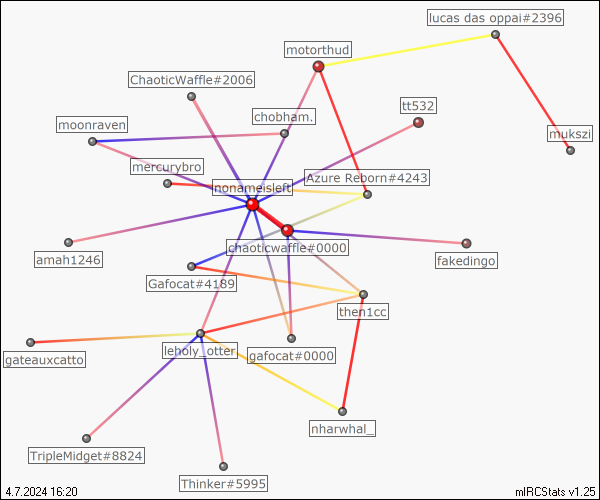 lucas das oppai#2396
motorthud
ChaoticWaffle#2006
tt532
chobham.
moonraven
mukszi
mercurybro
Azure Reborn#4243
nonameisleft
chaoticwaffle#0000
amah1246
fakedingo
Gafocat#4189
then1cc
leholy_otter
gafocat#0000
gateauxcatto
nharwhal_
TripleMidget#8824
Thinker#5995
4.7.2024 16:20
mIRCStats v1.25